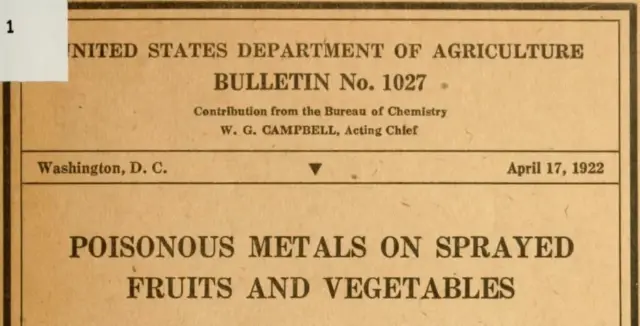 1
UNITED STATES DEPARTMENT OF AGRICULTURE
BULLETIN No. 1027
Contribution from the Bureau of Chemistry
W. G. CAMPBELL, Acting Chief
Washington, D. C. ▼ April 17, 1922
POISONOUS METALS ON SPRAYED
FRUITS AND VEGETABLES